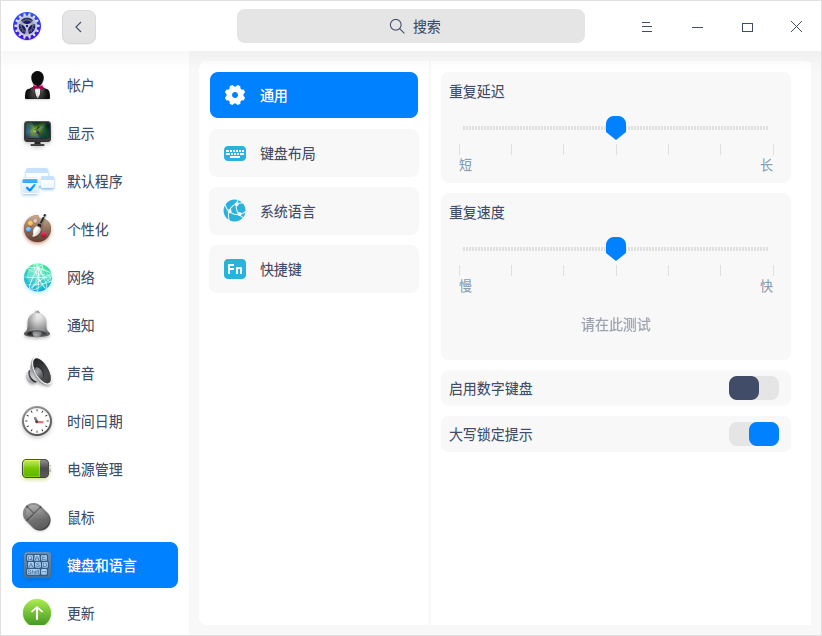 搜索
帐户
显示
默认程序
个性化
网络
通知
声音
时间日期
电源管理
鼠标
键盘和语言
更新
通用
键盘布局
系统语言
Fn 快捷键
重复延迟
短 长
重复速度
慢 快
请在此测试
启用数字键盘
大写锁定提示